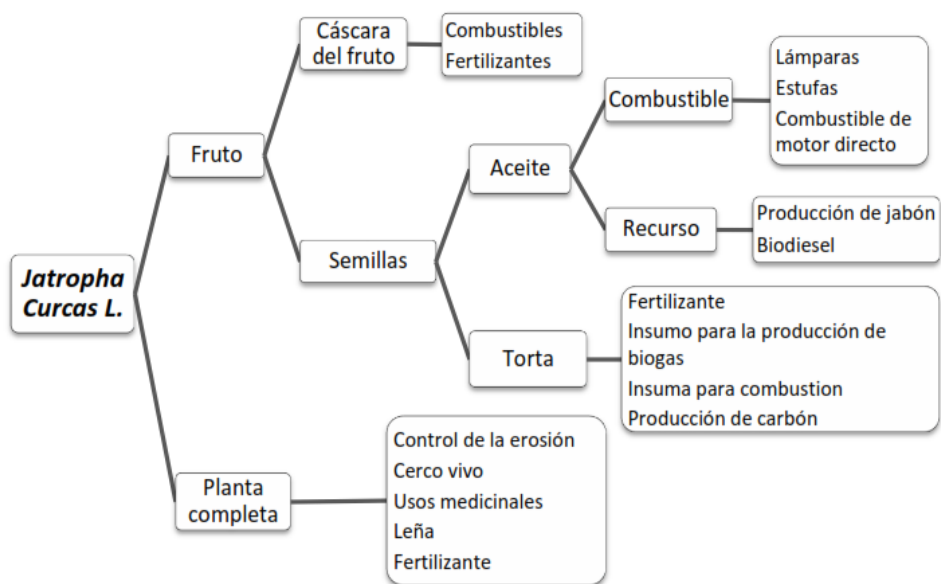 Cáscara
del fruto
Combustibles
Fertilizantes
Lámparas
Estufas
Combustible de
motor directo
Combustible
Fruto
Aceite
Recurso
Producción de jabón
Biodiesel
Semillas
Jatropha
Curcas L.
Torta
Fertilizante
Insumo para la producción de
biogas
Insuma para combustion
Producción de carbón
Planta
completa
Control de la erosión
Cerco vivo
Usos medicinales
Leña
Fertilizante